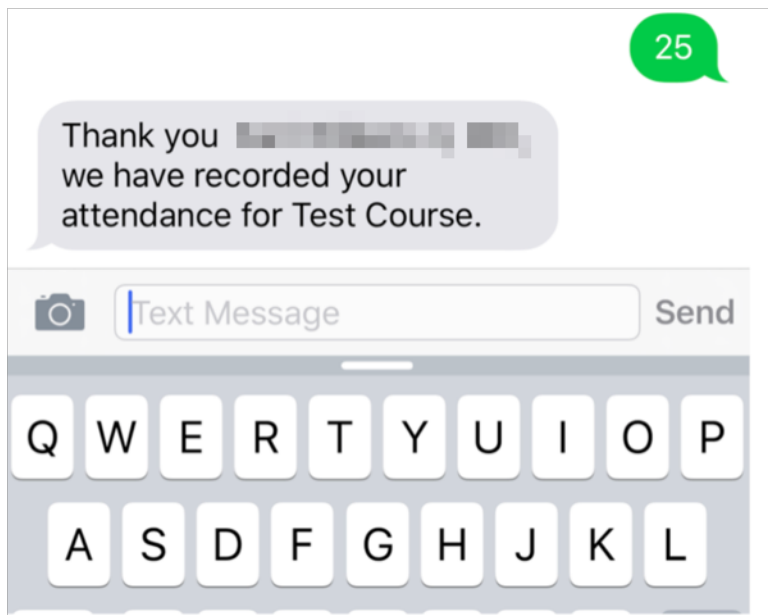 25
Thank you
we have recorded your
attendance for Test Course.
Text Message
Send
Q W E R T Y U I O P
A S D F G H J K L